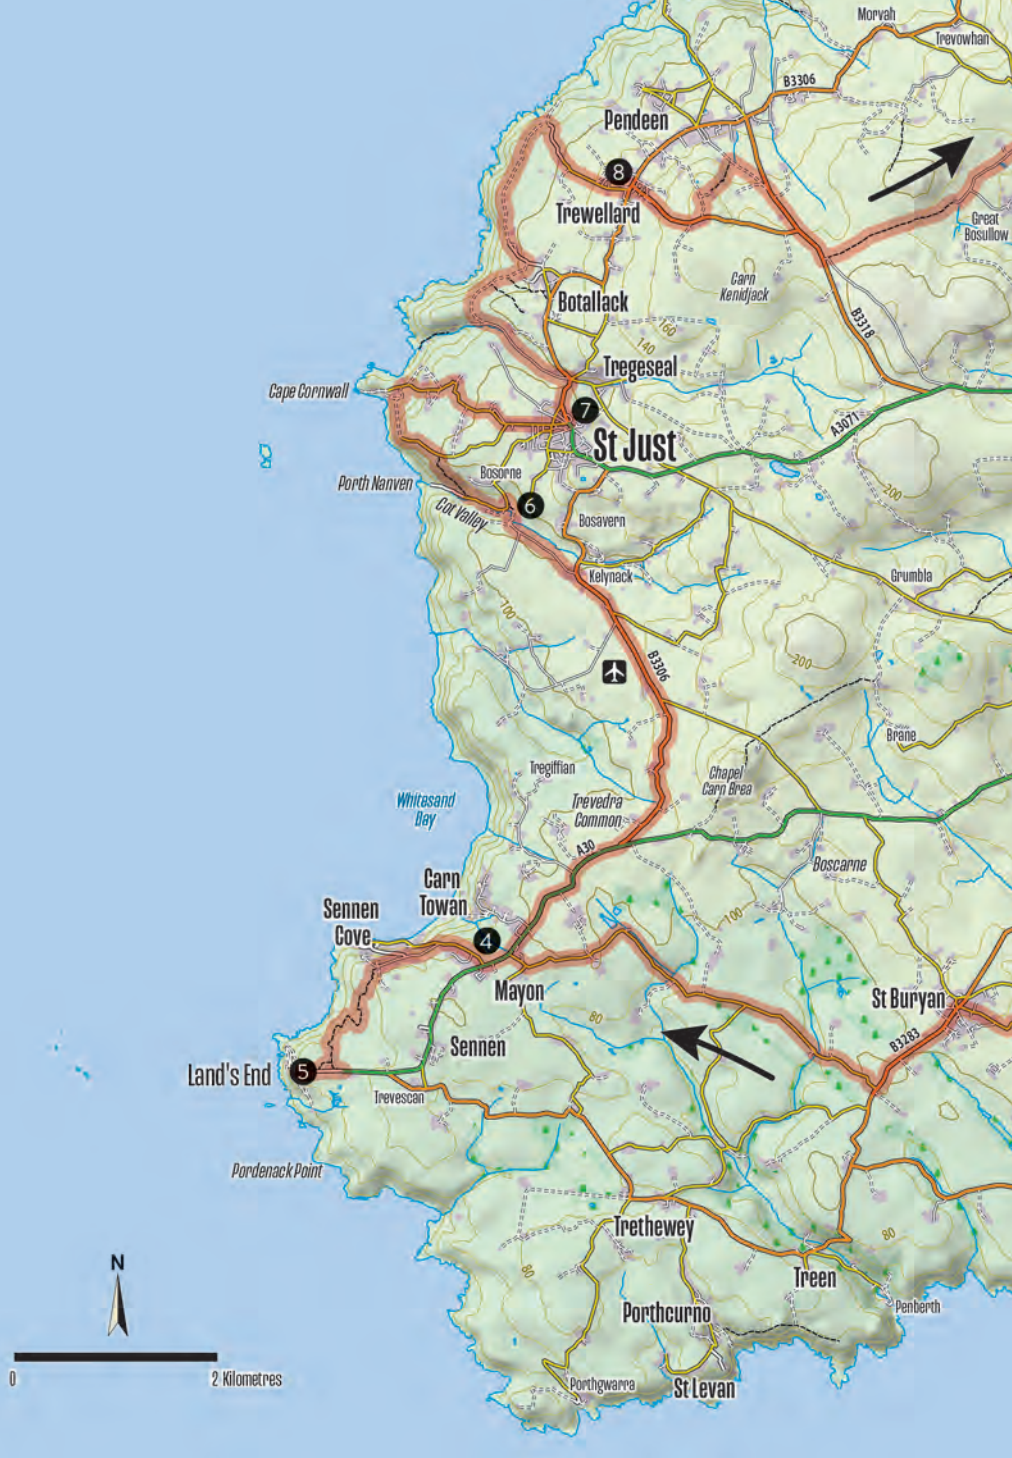 Morvah
Trevowhan
B3306
Pendeen
8
Trewellard
Great
Bosullow
Carn
Kenidjack
Botallack
B3318
160
140
Tregeseal
Cape Cornwall
7
A3071
St Just
Bosorne
Porth Nanven
200
6
Cot Valley
Bosavern
Kelynack
Grumbla
100
B3306
200
Brane
Tregiffian
Chapel
Carn Brea
Whitesand
Bay
Trevedra
Common
A30
Boscarne
Carn
Towan
Sennen
Cove
100
4
Mayon
St Buryan
80
B3283
Sennen
Land's End
5
Trevescan
Pordenack Point
Trethewey
80
N
80
Treen
Penberth
Porthcurno
0
2 Kilometres
Porthgwarra
St Levan